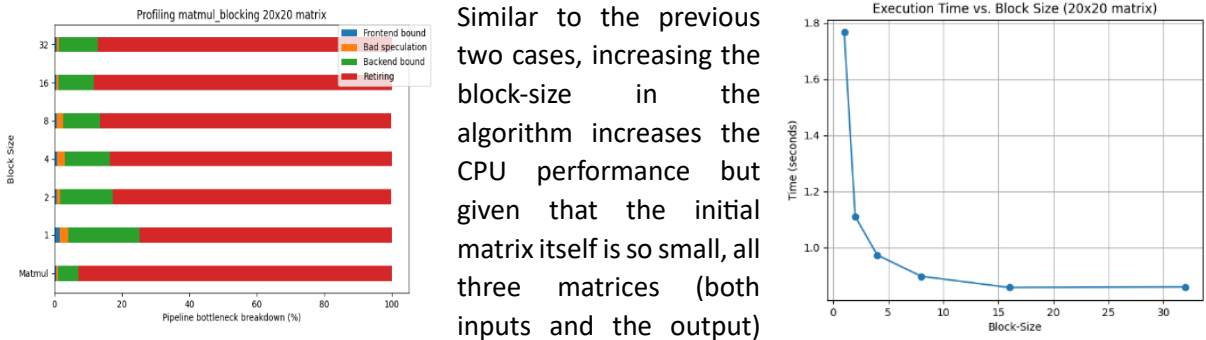 Profiling matmul_blocking 20x20 matrix
Frontend bound
Bad speculation
Backend bound
Retiring
Block Size
32
16
8
4
2
1
Matmul
0 20 40 60 80 100
Pipeline bottleneck breakdown (%)
Similar to the previous
two cases, increasing the
block-size in the
algorithm increases the
CPU performance but
given that the initial
matrix itself is so small, all
three matrices (both
inputs and the output)
Execution Time vs. Block Size (20x20 matrix)
Time (seconds)
1.8
1.6
1.4
1.2
1.0
0 5 10 15 20 25 30
Block-Size